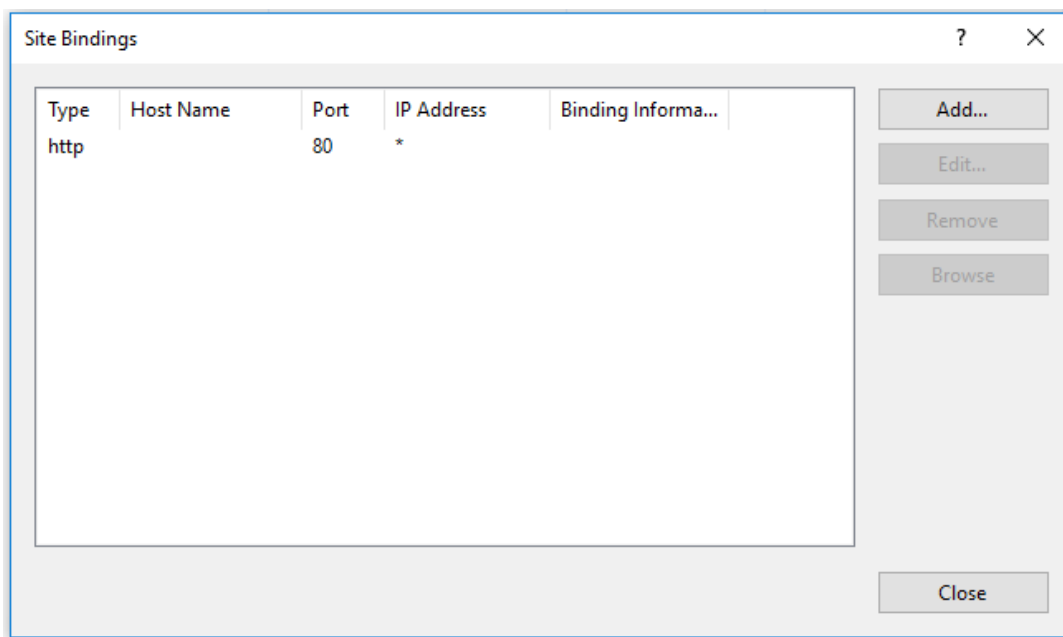 Site Bindings ?
Type Host Name Port IP Address Binding Informa...
http 80 *
Add...
Edit...
Remove
Browse
Close